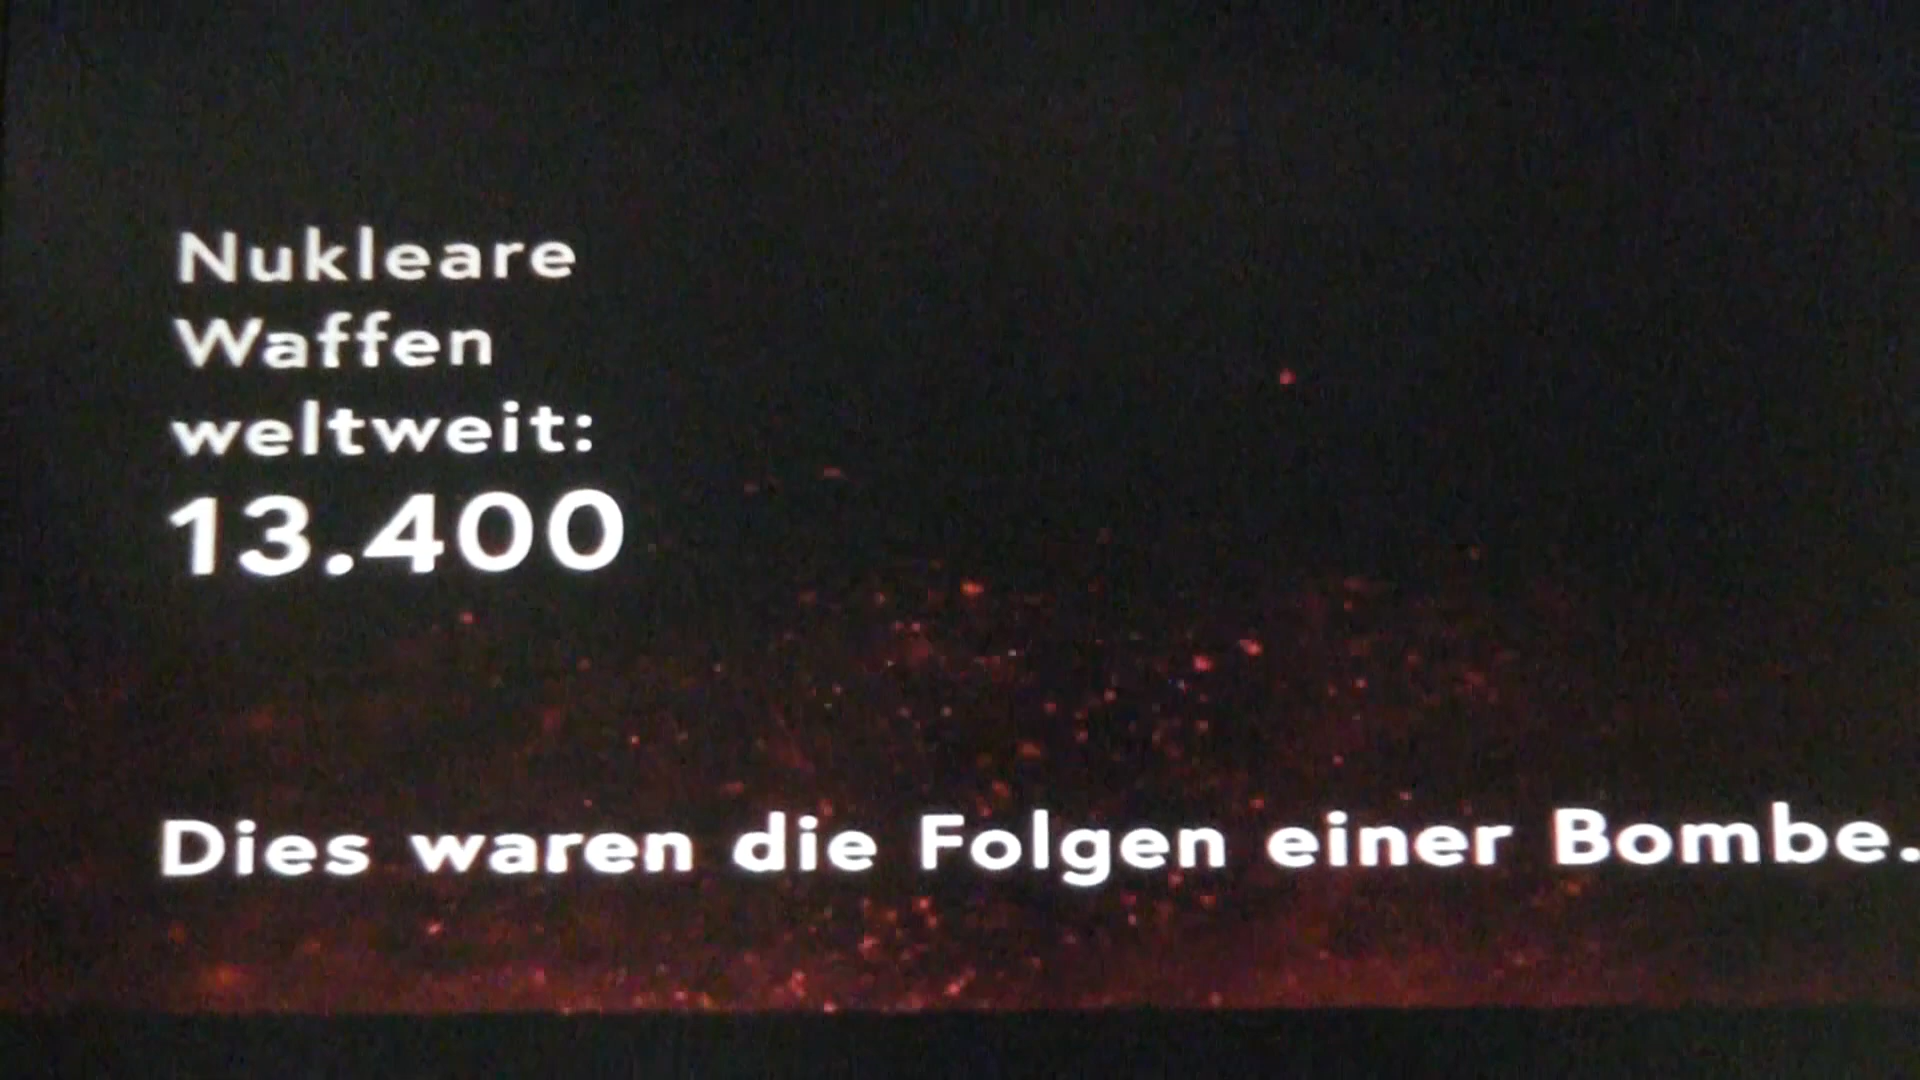 Nukleare
Waffen
weltweit:
13.400
Dies waren die Folgen einer Bombe.